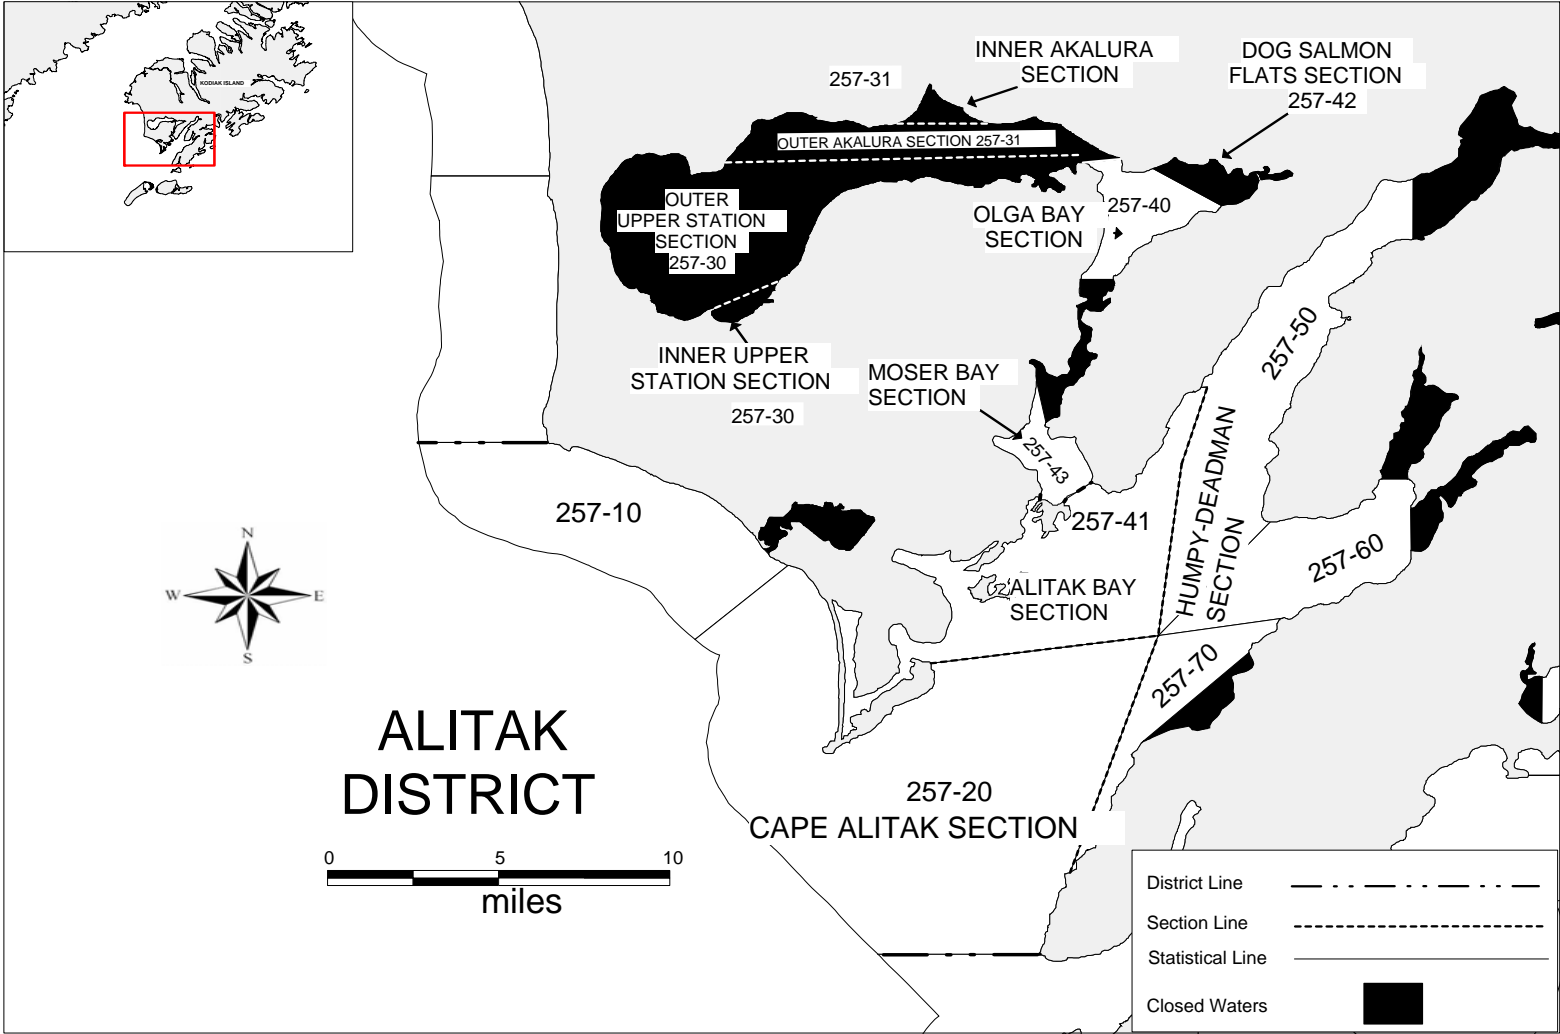 KODIAK ISLAND
257-31
INNER AKALURA
SECTION
DOG SALMON
FLATS SECTION
257-42
OUTER AKALURA SECTION 257-31
OUTER
UPPER STATION
SECTION
257-30
OLGA BAY
SECTION
257-40
INNER UPPER
STATION SECTION
257-30
MOSER BAY
SECTION
257-43
257-50
257-10
257-41
HUMPY-DEADMAN
SECTION
257-60
ALITAK BAY
SECTION
257-70
N
W
E
S
ALITAK
DISTRICT
257-20
CAPE ALITAK SECTION
0 5 10
miles
District Line
Section Line
Statistical Line
Closed Waters